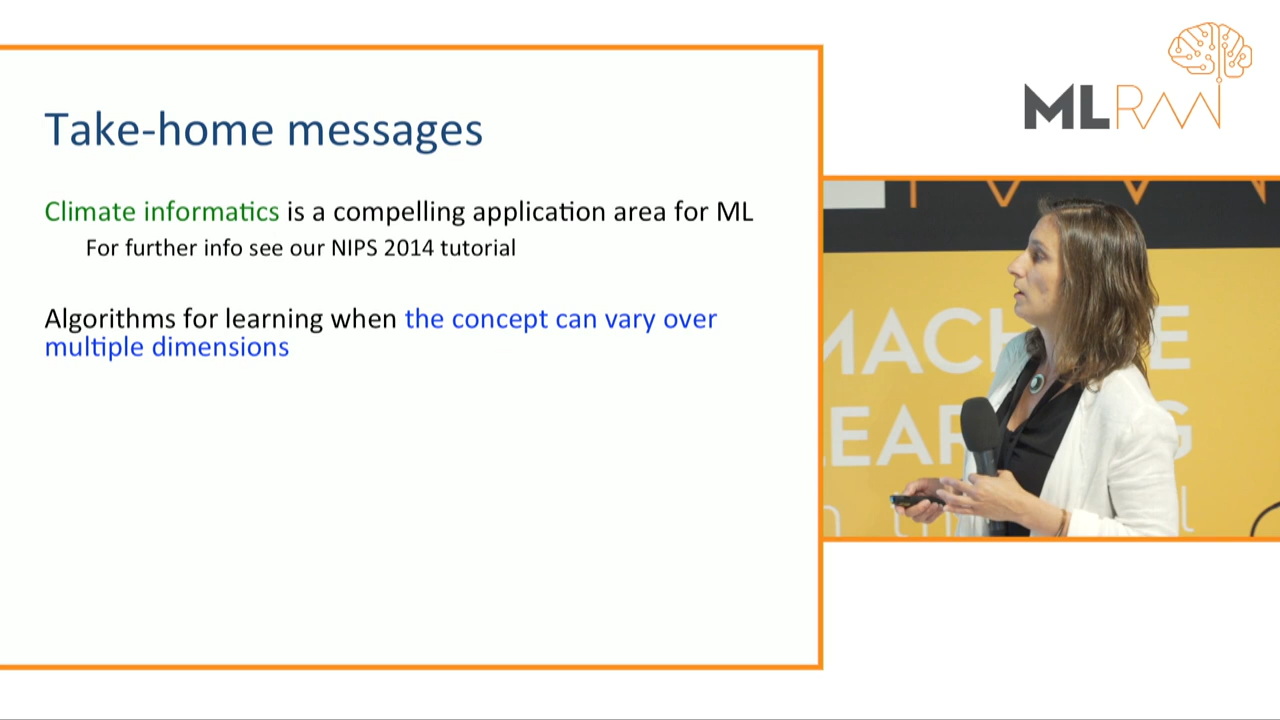 Take-home messages
Climate informatics is a compelling application area for ML
For further info see our NIPS 2014 tutorial
Algorithms for learning when the concept can vary over
multiple dimensions
ML